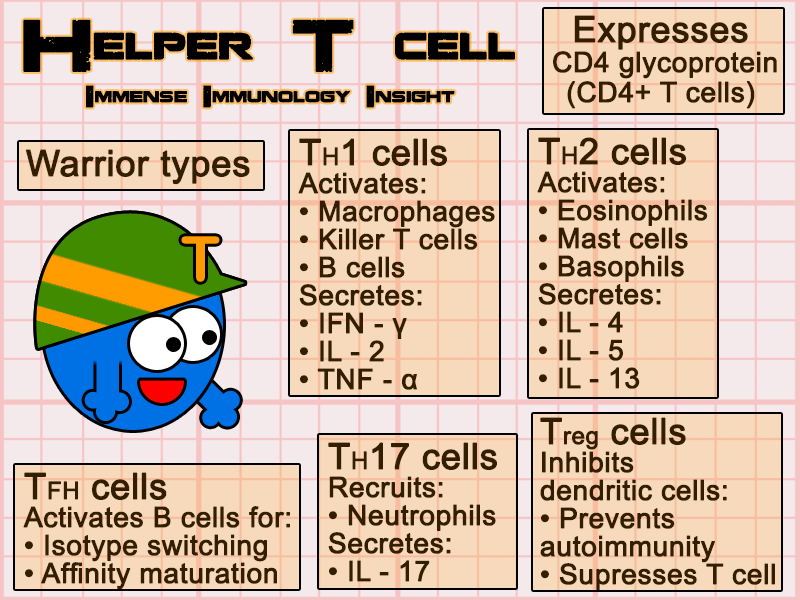 Helper T cell
Immense Immunology Insight
Expresses
CD4 glycoprotein
(CD4+ T cells)
Warrior types
T
TH1 cells
Activates:
• Macrophages
• Killer T cells
• B cells
Secretes:
• IFN - γ
• IL - 2
• TNF - α
TH2 cells
Activates:
• Eosinophils
• Mast cells
• Basophils
Secretes:
• IL - 4
• IL - 5
• IL - 13
TFH cells
Activates B cells for:
• Isotype switching
• Affinity maturation
TH17 cells
Recruits:
• Neutrophils
Secretes:
• IL - 17
Treg cells
Inhibits
dendritic cells:
• Prevents
autoimmunity
• Supresses T cell